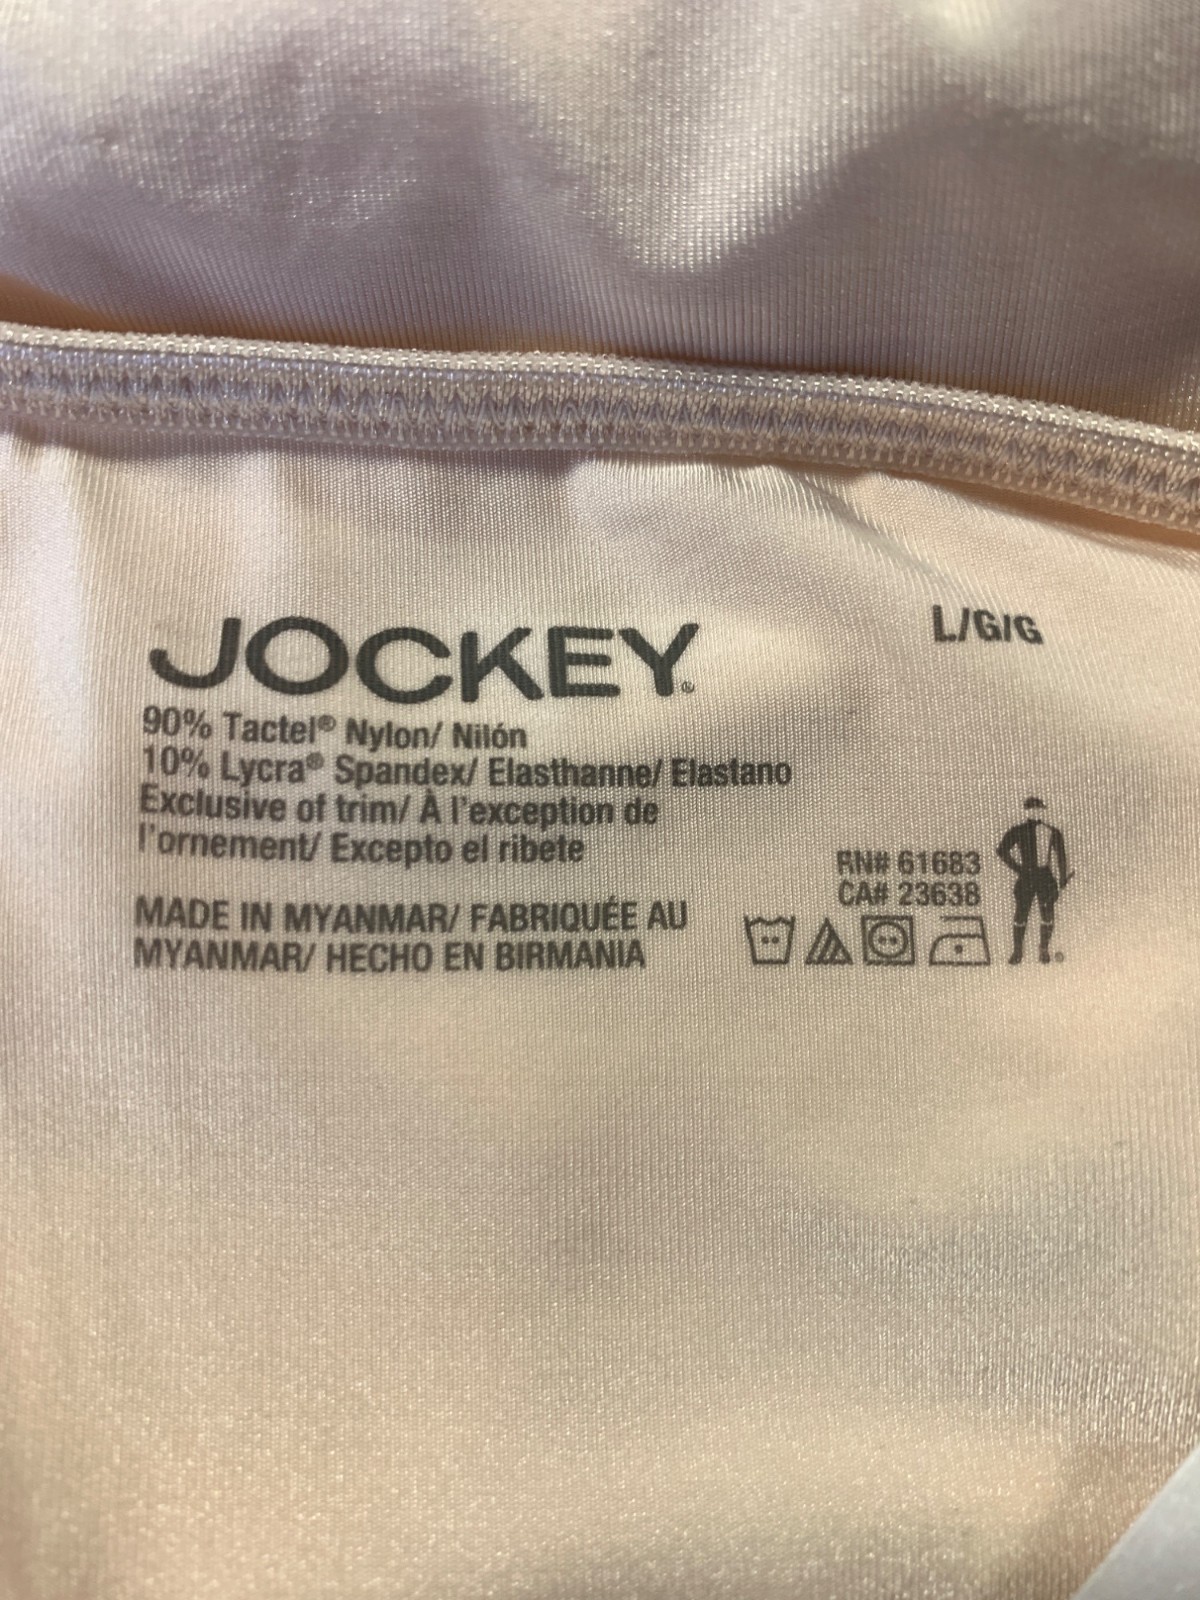 JOCKEY®
L/G/G
90% Tactel® Nylon/ Nilón
10% Lycra® Spandex/ Elasthanne/ Elastano
Exclusive of trim/ À l'exception de
l'ornement/ Excepto el ribete
MADE IN MYANMAR/ FABRIQUÉE AU
MYANMAR/ HECHO EN BIRMANIA
RN# 61683
CA# 23638
®